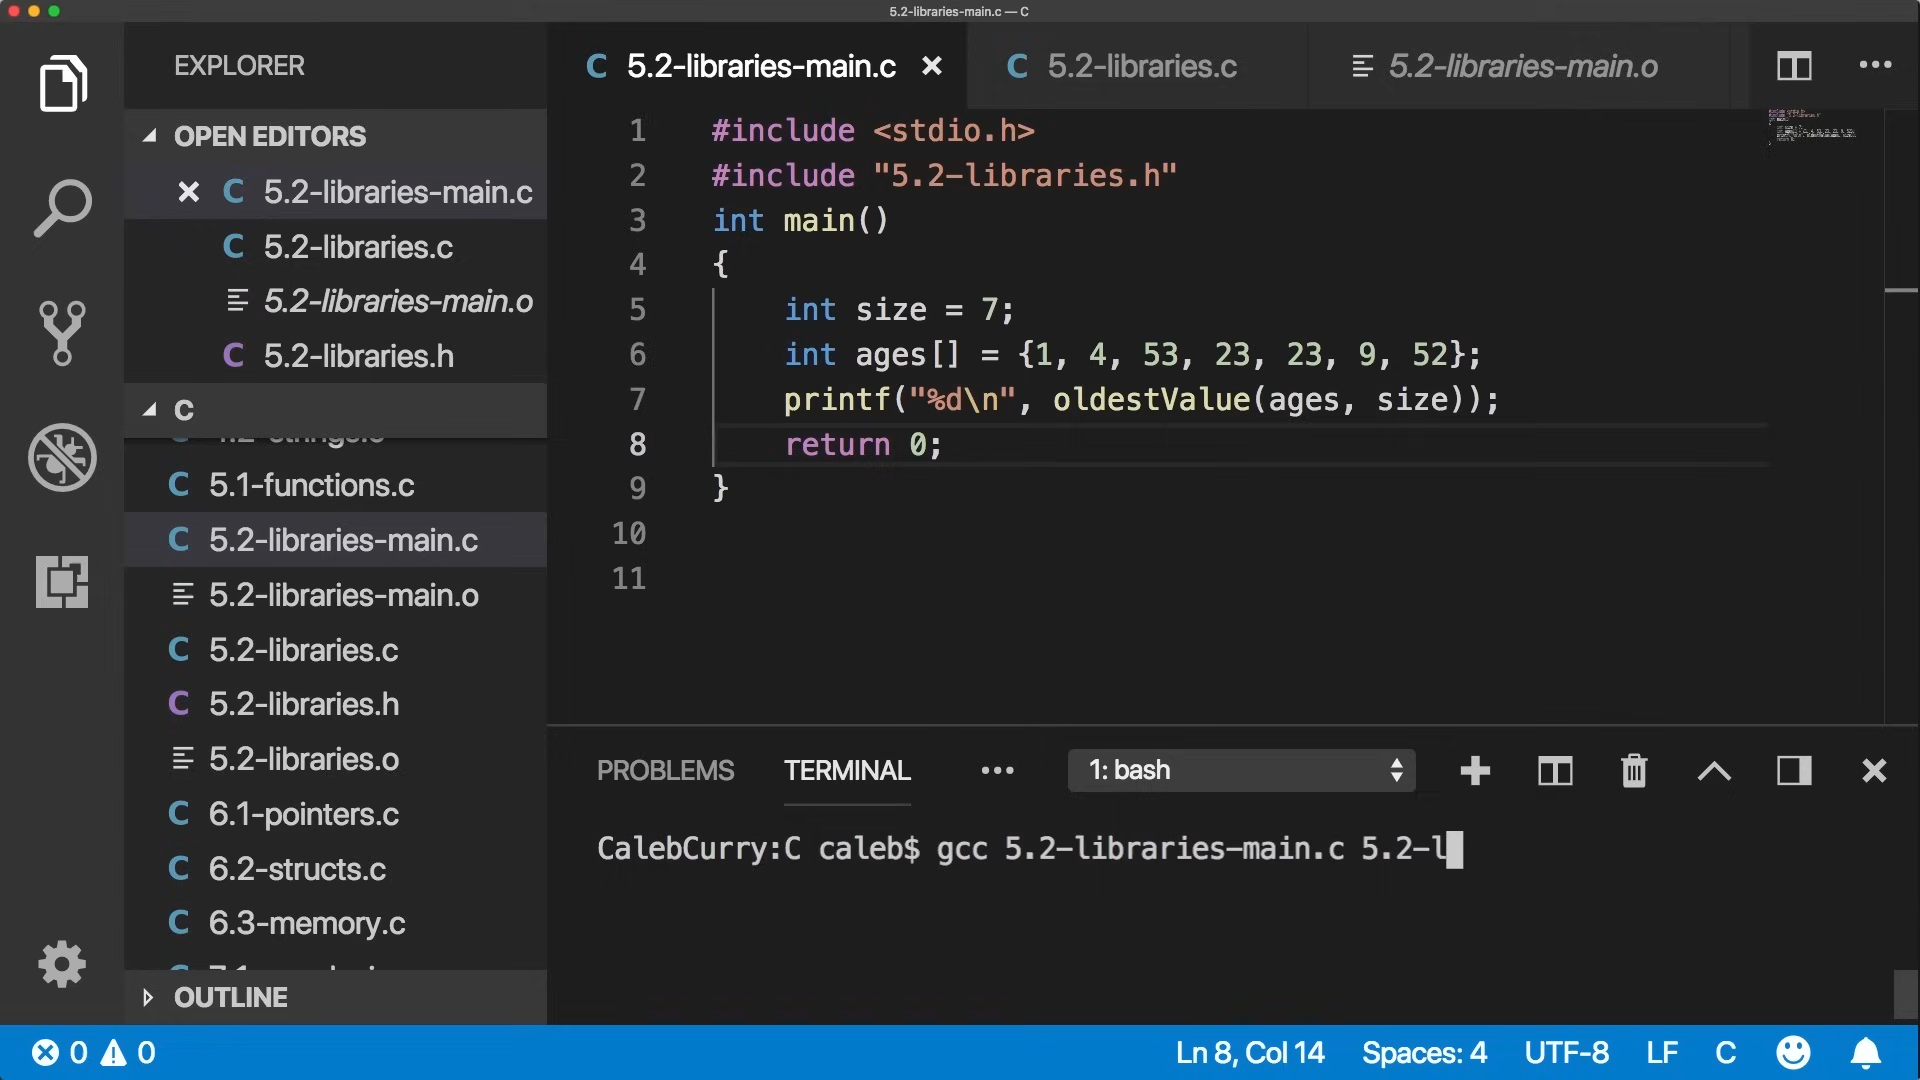 5.2-libraries-main.c — C
EXPLORER
OPEN EDITORS
C 5.2-libraries-main.c
C 5.2-libraries.c
5.2-libraries-main.o
C 5.2-libraries.h
C
C 5.1-functions.c
C 5.2-libraries-main.c
5.2-libraries-main.o
C 5.2-libraries.c
C 5.2-libraries.h
5.2-libraries.o
C 6.1-pointers.c
C 6.2-structs.c
C 6.3-memory.c
OUTLINE
C 5.2-libraries-main.c C 5.2-libraries.c 5.2-libraries-main.o
1 #include <stdio.h>
2 #include "5.2-libraries.h"
3 int main()
4 {
5 int size = 7;
6 int ages[] = {1, 4, 53, 23, 23, 9, 52};
7 printf("%d\n", oldestValue(ages, size));
8 return 0;
9 }
10
11
PROBLEMS TERMINAL ••• 1: bash
CalebCurry:C caleb$ gcc 5.2-libraries-main.c 5.2-l
0 0 Ln 8, Col 14 Spaces: 4 UTF-8 LF C